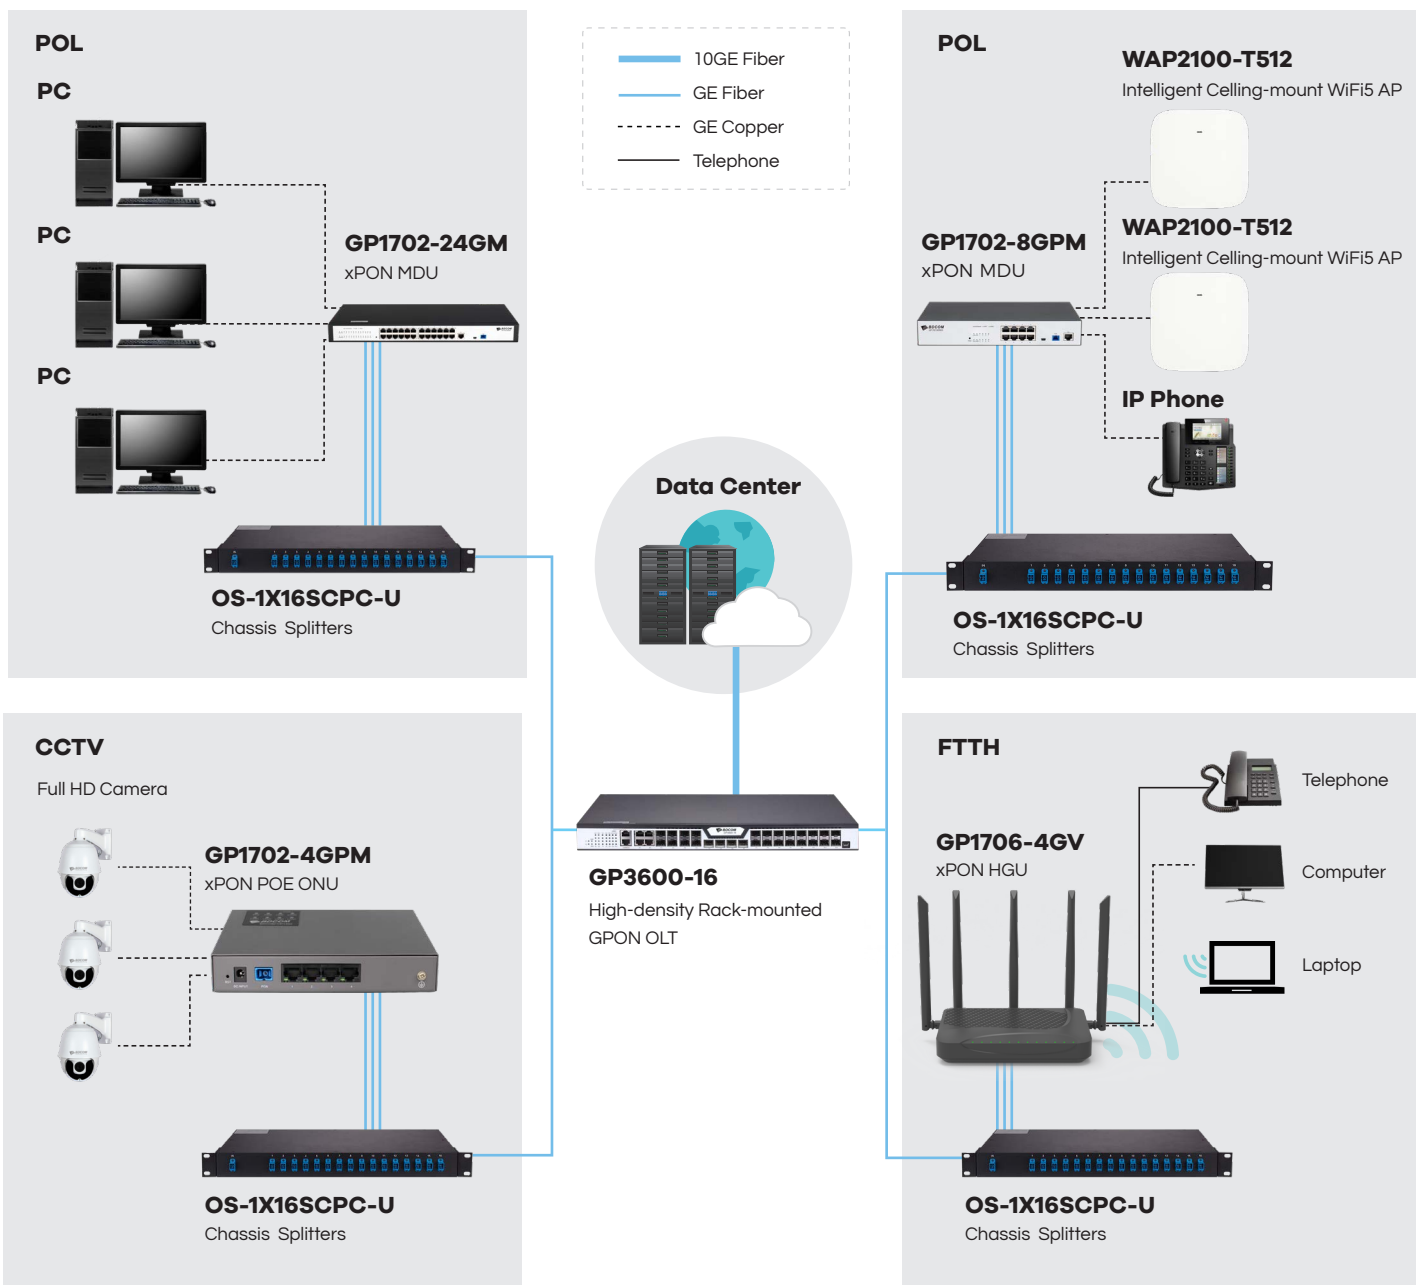 POL
PC
PC
GP1702-24GM
xPON MDU
PC
OS-1X16SCPC-U
Chassis Splitters
10GE Fiber
GE Fiber
GE Copper
Telephone
POL
WAP2100-T512
Intelligent Celling-mount WiFi5 AP
WAP2100-T512
Intelligent Celling-mount WiFi5 AP
GP1702-8GPM
xPON MDU
BDCOM
IP Phone
OS-1X16SCPC-U
Chassis Splitters
Data Center
BDCOM
GP3600-16
High-density Rack-mounted
GPON OLT
CCTV
Full HD Camera
GP1702-4GPM
xPON POE ONU
OS-1X16SCPC-U
Chassis Splitters
FTTH
GP1706-4GV
xPON HGU
Telephone
Computer
Laptop
OS-1X16SCPC-U
Chassis Splitters